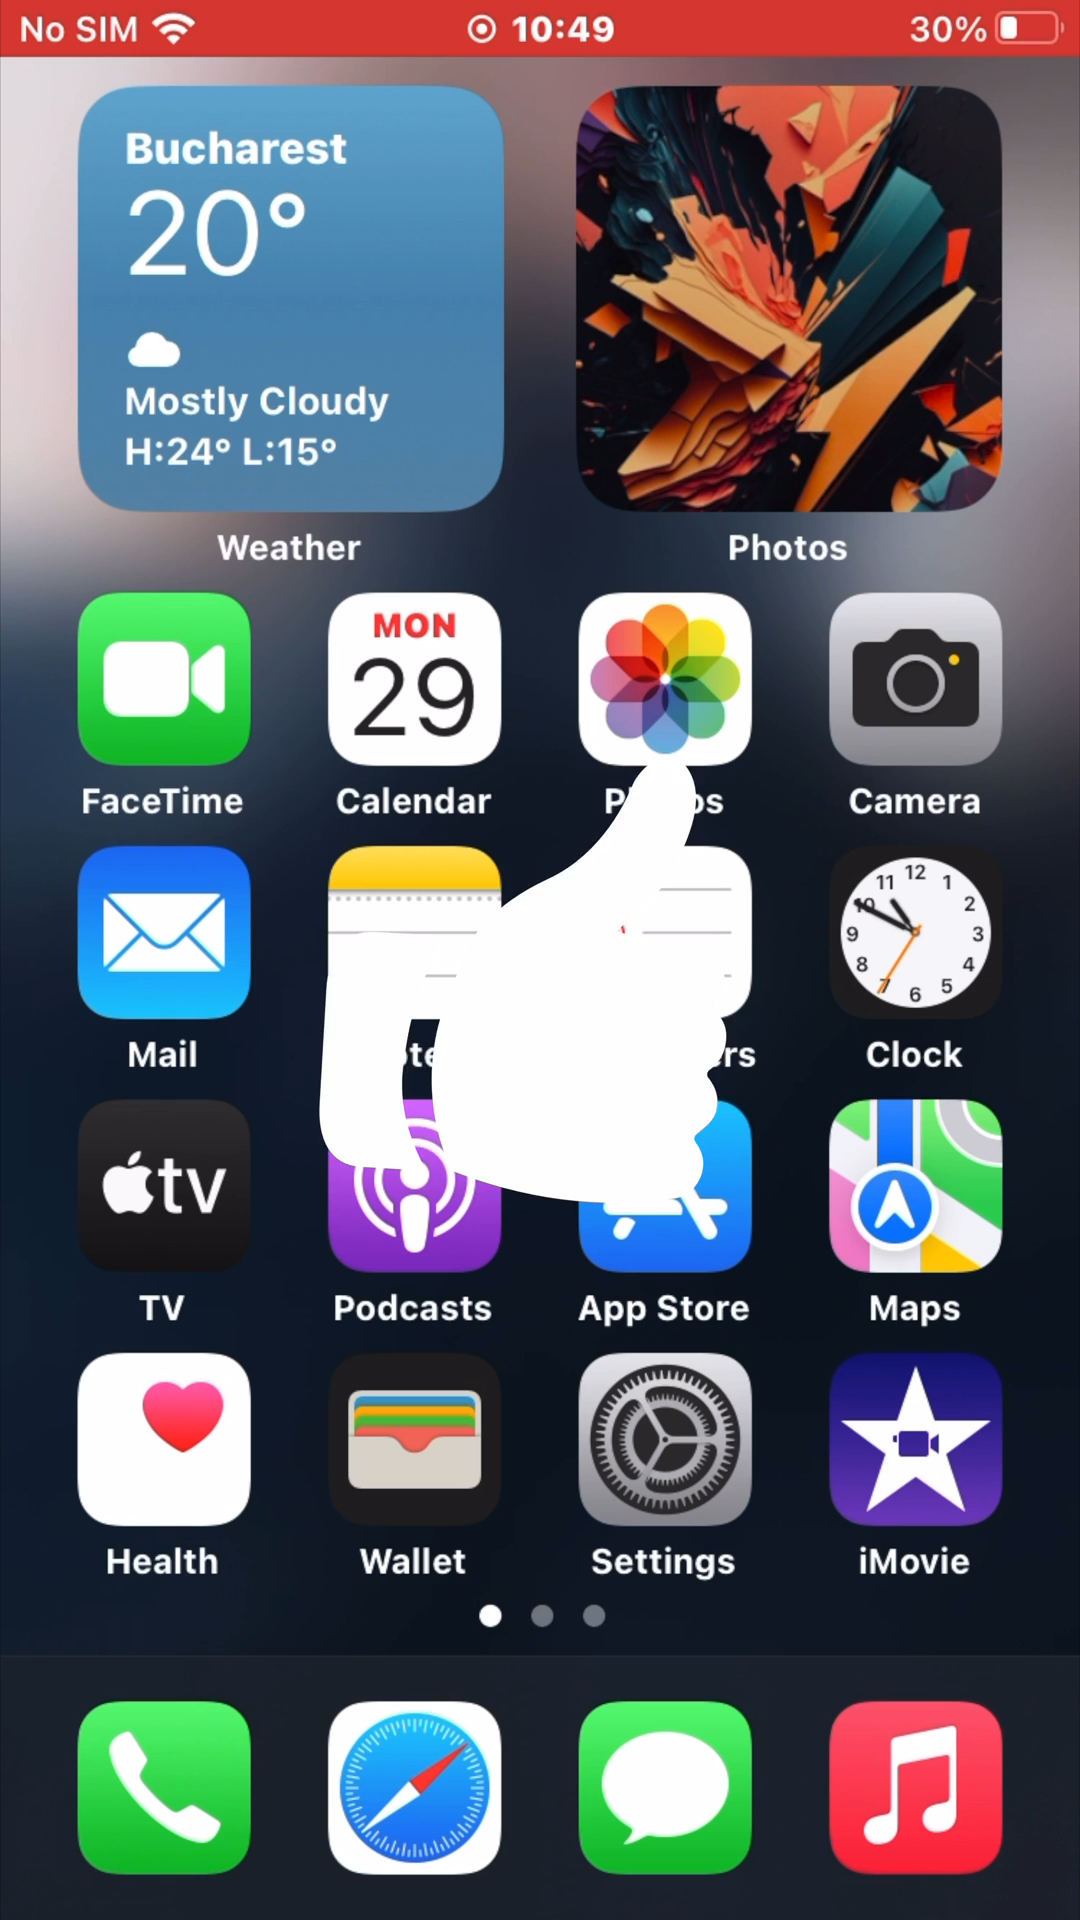 No SIM 10:49 30%
Bucharest
20°
Mostly Cloudy
H:24° L:15°
Weather Photos
MON
29
FaceTime Calendar Camera
12
11 1
10 2
9 3
8 4
7 5
6
Mail Clock
tv
TV Podcasts App Store Maps
Health Wallet Settings iMovie